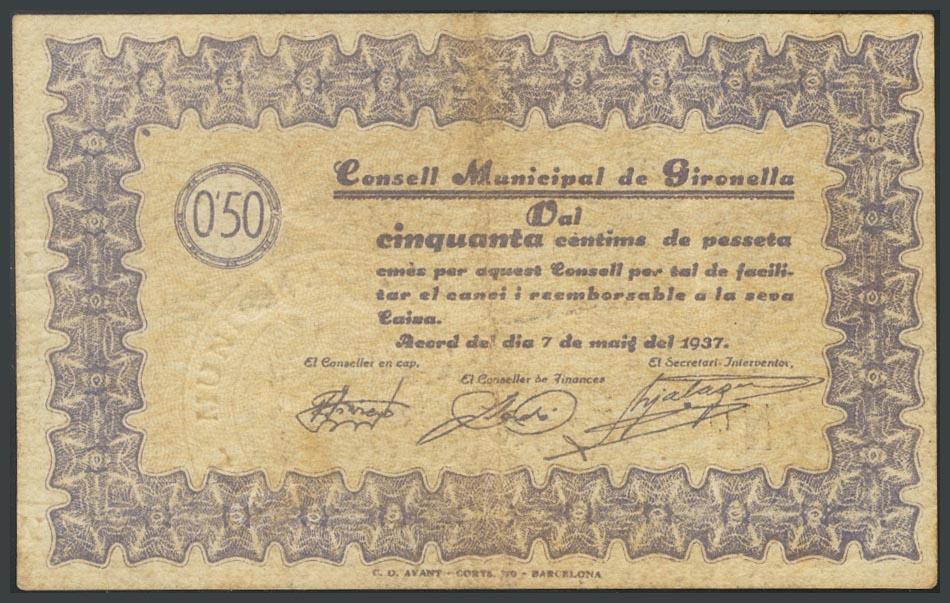 0'50
Consell Municipal de Gironella
Val
cinquanta cèntims de pesseta
emès per aquest Consell per tal de facili-
tar el canvi i reemborsable a la seva
Caixa.
Acord del dia 7 de maig del 1937.
El Conseller en cap,
El Conseller de Finances
El Secretari-Interventor,
MUNI
C. O. AVANT - CORTS, - BARCELONA